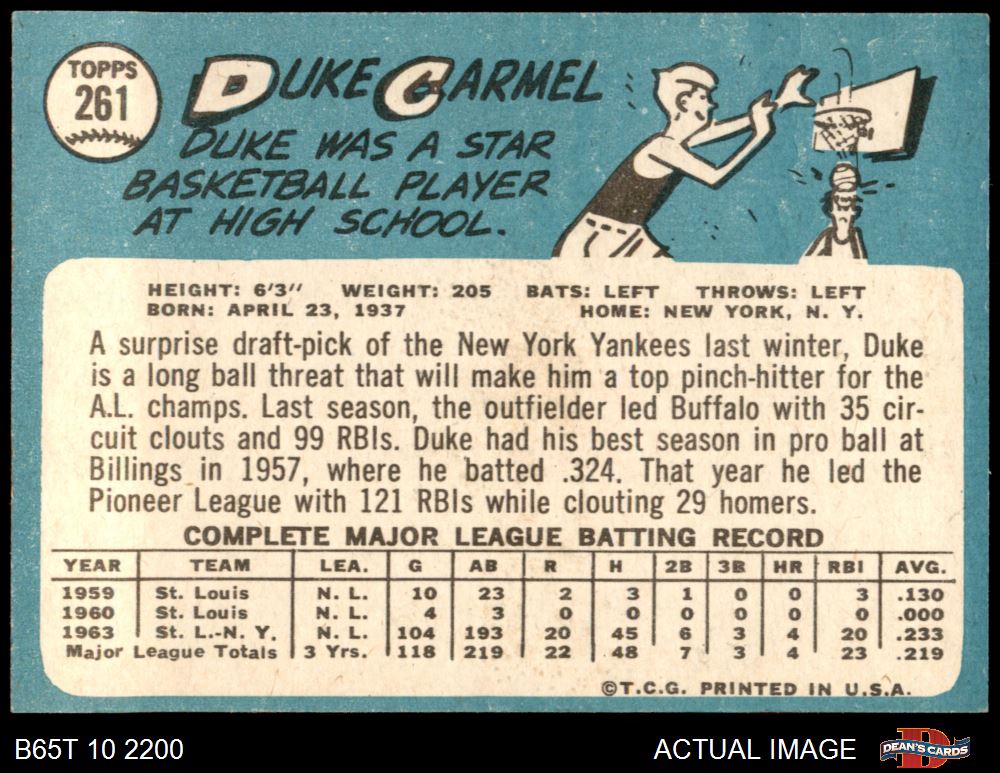 TOPPS
261
DUKE CARMEL
DUKE WAS A STAR
BASKETBALL PLAYER
AT HIGH SCHOOL.
HEIGHT: 6'3" WEIGHT: 205 BATS: LEFT THROWS: LEFT
BORN: APRIL 23, 1937 HOME: NEW YORK, N. Y.
A surprise draft-pick of the New York Yankees last winter, Duke
is a long ball threat that will make him a top pinch-hitter for the
A.L. champs. Last season, the outfielder led Buffalo with 35 cir-
cuit clouts and 99 RBIs. Duke had his best season in pro ball at
Billings in 1957, where he batted .324. That year he led the
Pioneer League with 121 RBIs while clouting 29 homers.
COMPLETE MAJOR LEAGUE BATTING RECORD
YEAR TEAM LEA. G AB R H 2B 3B HR RBI AVG.
1959 St. Louis N. L. 10 23 2 3 1 0 0 3 .130
1960 St. Louis N. L. 4 3 0 0 0 0 0 0 .000
1963 St. L.-N. Y. N. L. 104 193 20 45 6 3 4 20 .233
Major League Totals 3 Yrs. 118 219 22 48 7 3 4 23 .219
©T.C.G. PRINTED IN U.S.A.
B65T 10 2200 ACTUAL IMAGE DEAN'S CARDS